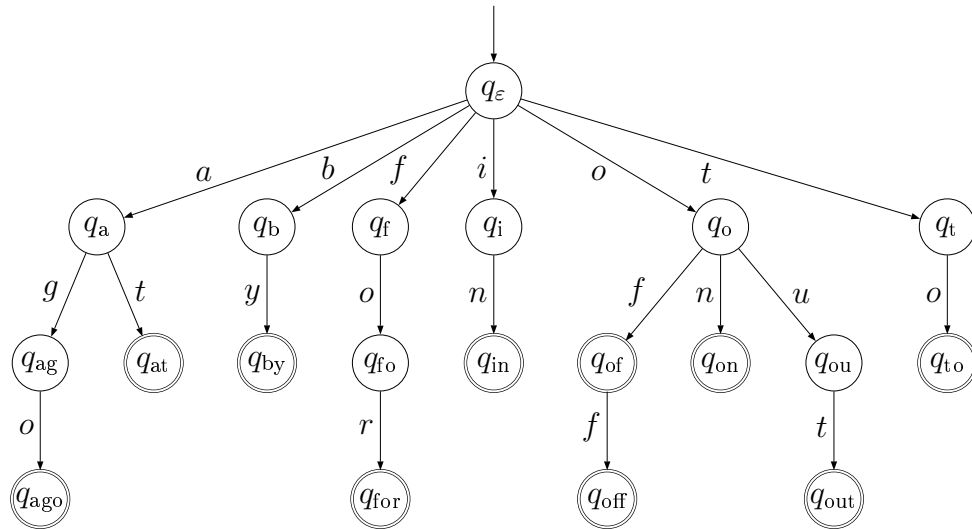 qε
a b f i o t
qa qb qf qi qo qt
g t y o n f n u o
qag qat qby qfo qin qof qon qou qto
o r f t
qago qfor qoff qout